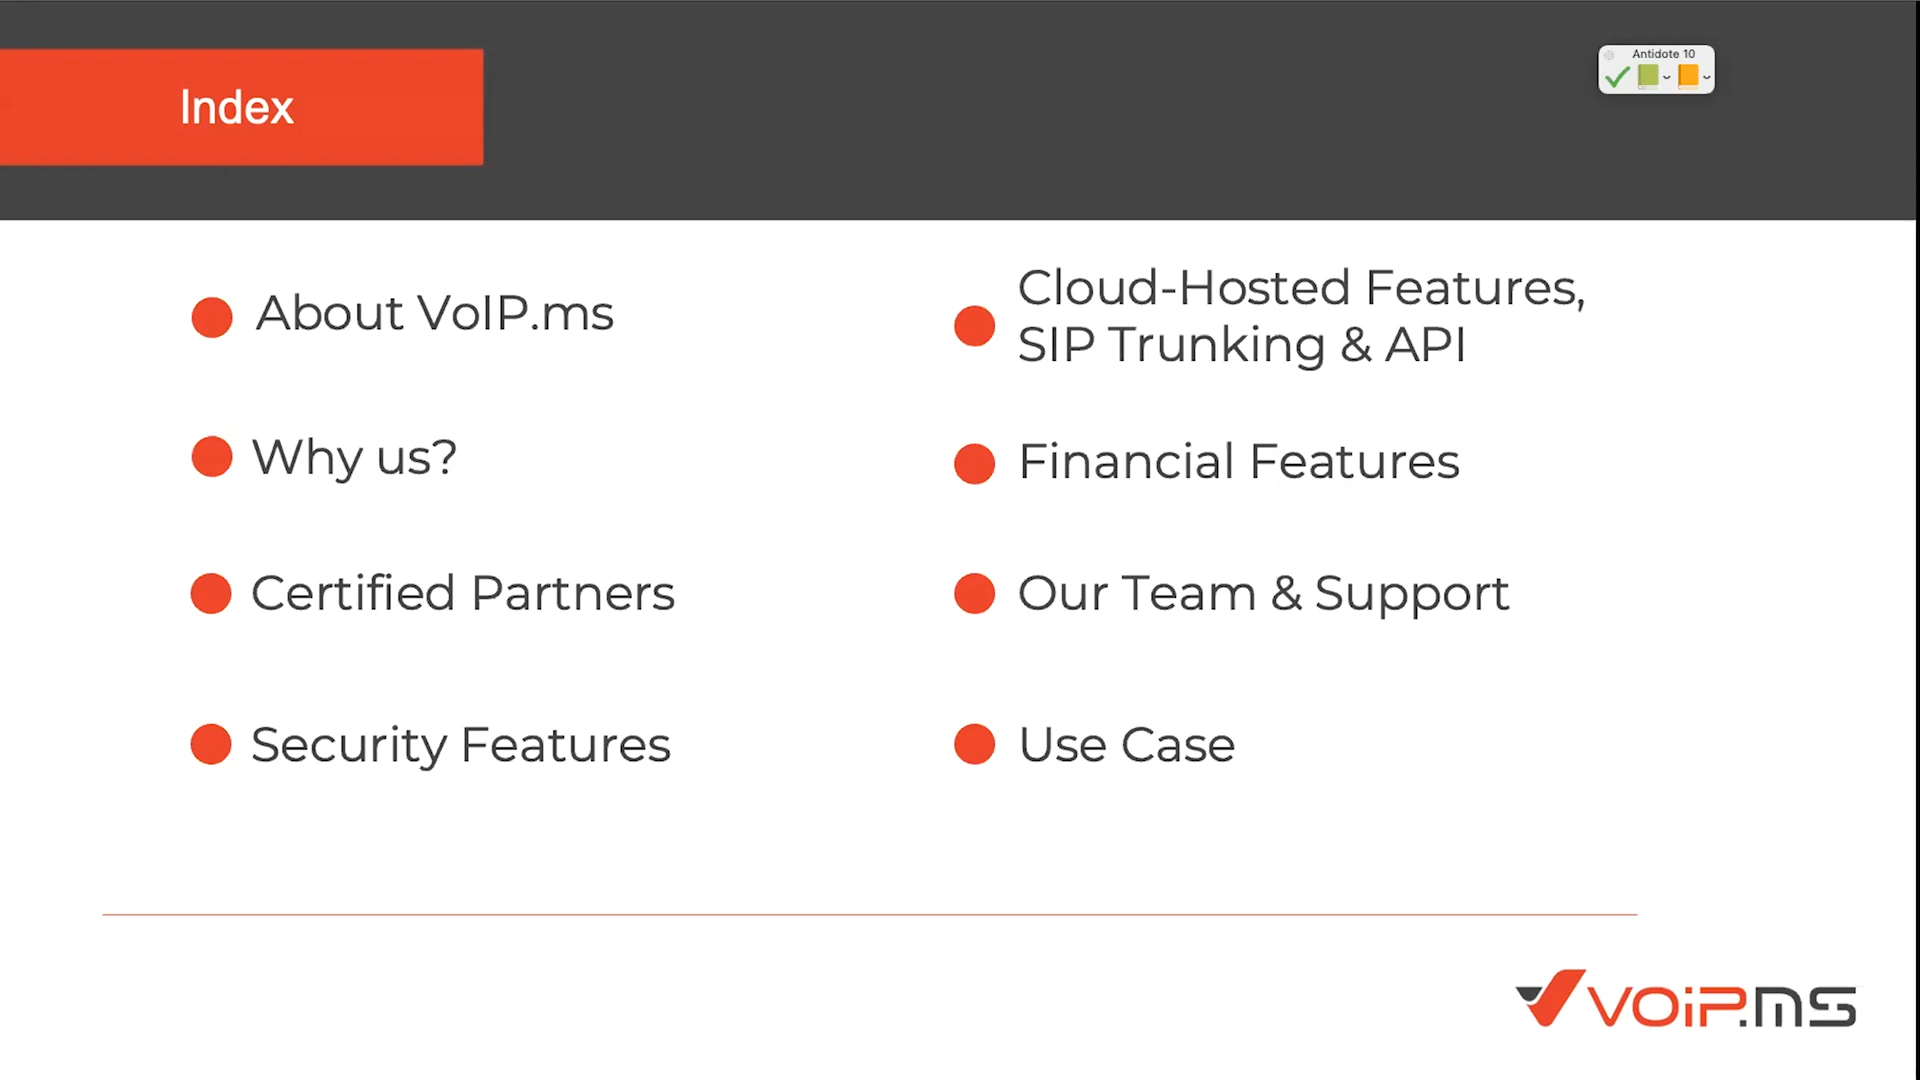 Index
Antidote 10
About VoIP.ms
Why us?
Certified Partners
Security Features
Cloud-Hosted Features,
SIP Trunking & API
Financial Features
Our Team & Support
Use Case
VOiP.MS